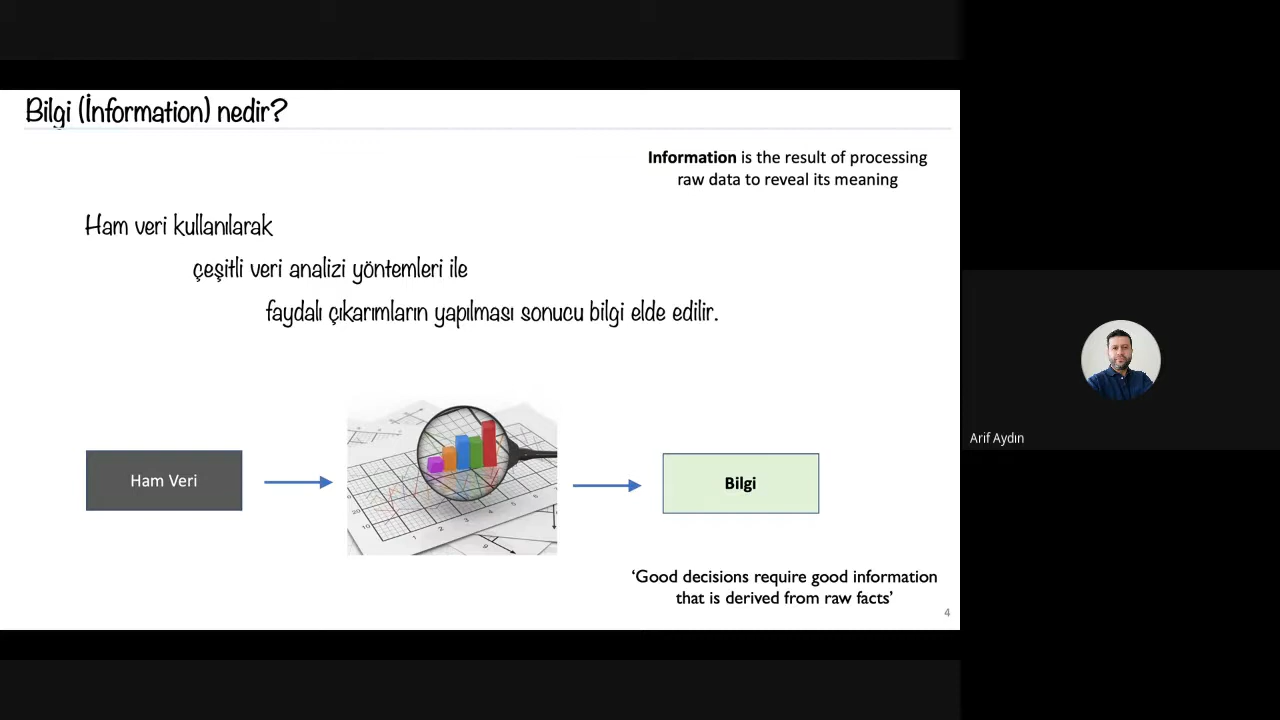 Bilgi (İnformation) nedir?
Information is the result of processing
raw data to reveal its meaning
Ham veri kullanılarak
çeşitli veri analizi yöntemleri ile
faydalı çıkarımların yapılması sonucu bilgi elde edilir.
Ham Veri
Bilgi
Arif Aydın
‘Good decisions require good information
that is derived from raw facts’
4